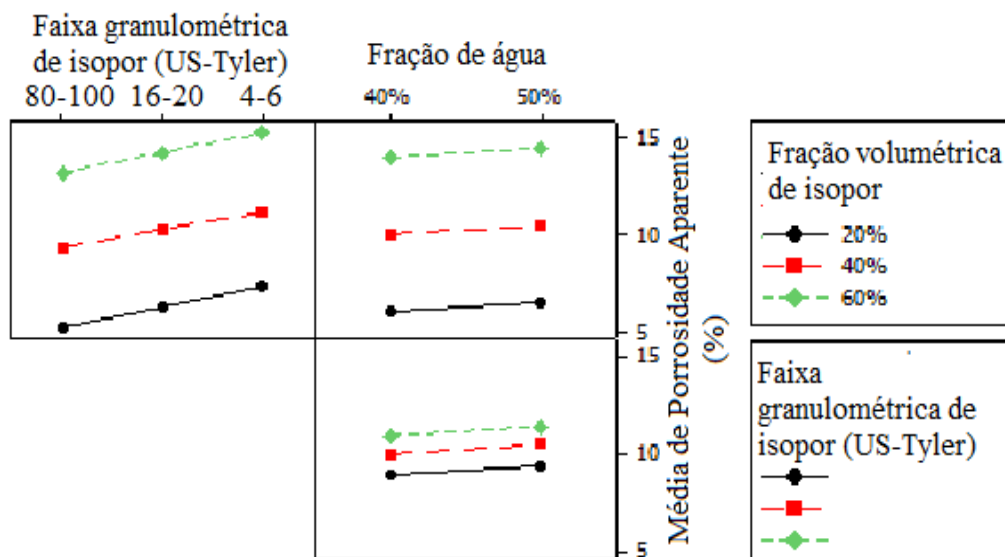 Faixa granulométrica
de isopor (US-Tyler)
80-100 16-20 4-6
Fração de água
40% 50%
15
10
5
15
10
5
Média de Porrosidade Aparente
(%)
Fração volumétrica
de isopor
20%
40%
60%
Faixa
granulométrica de
isopor (US-Tyler)